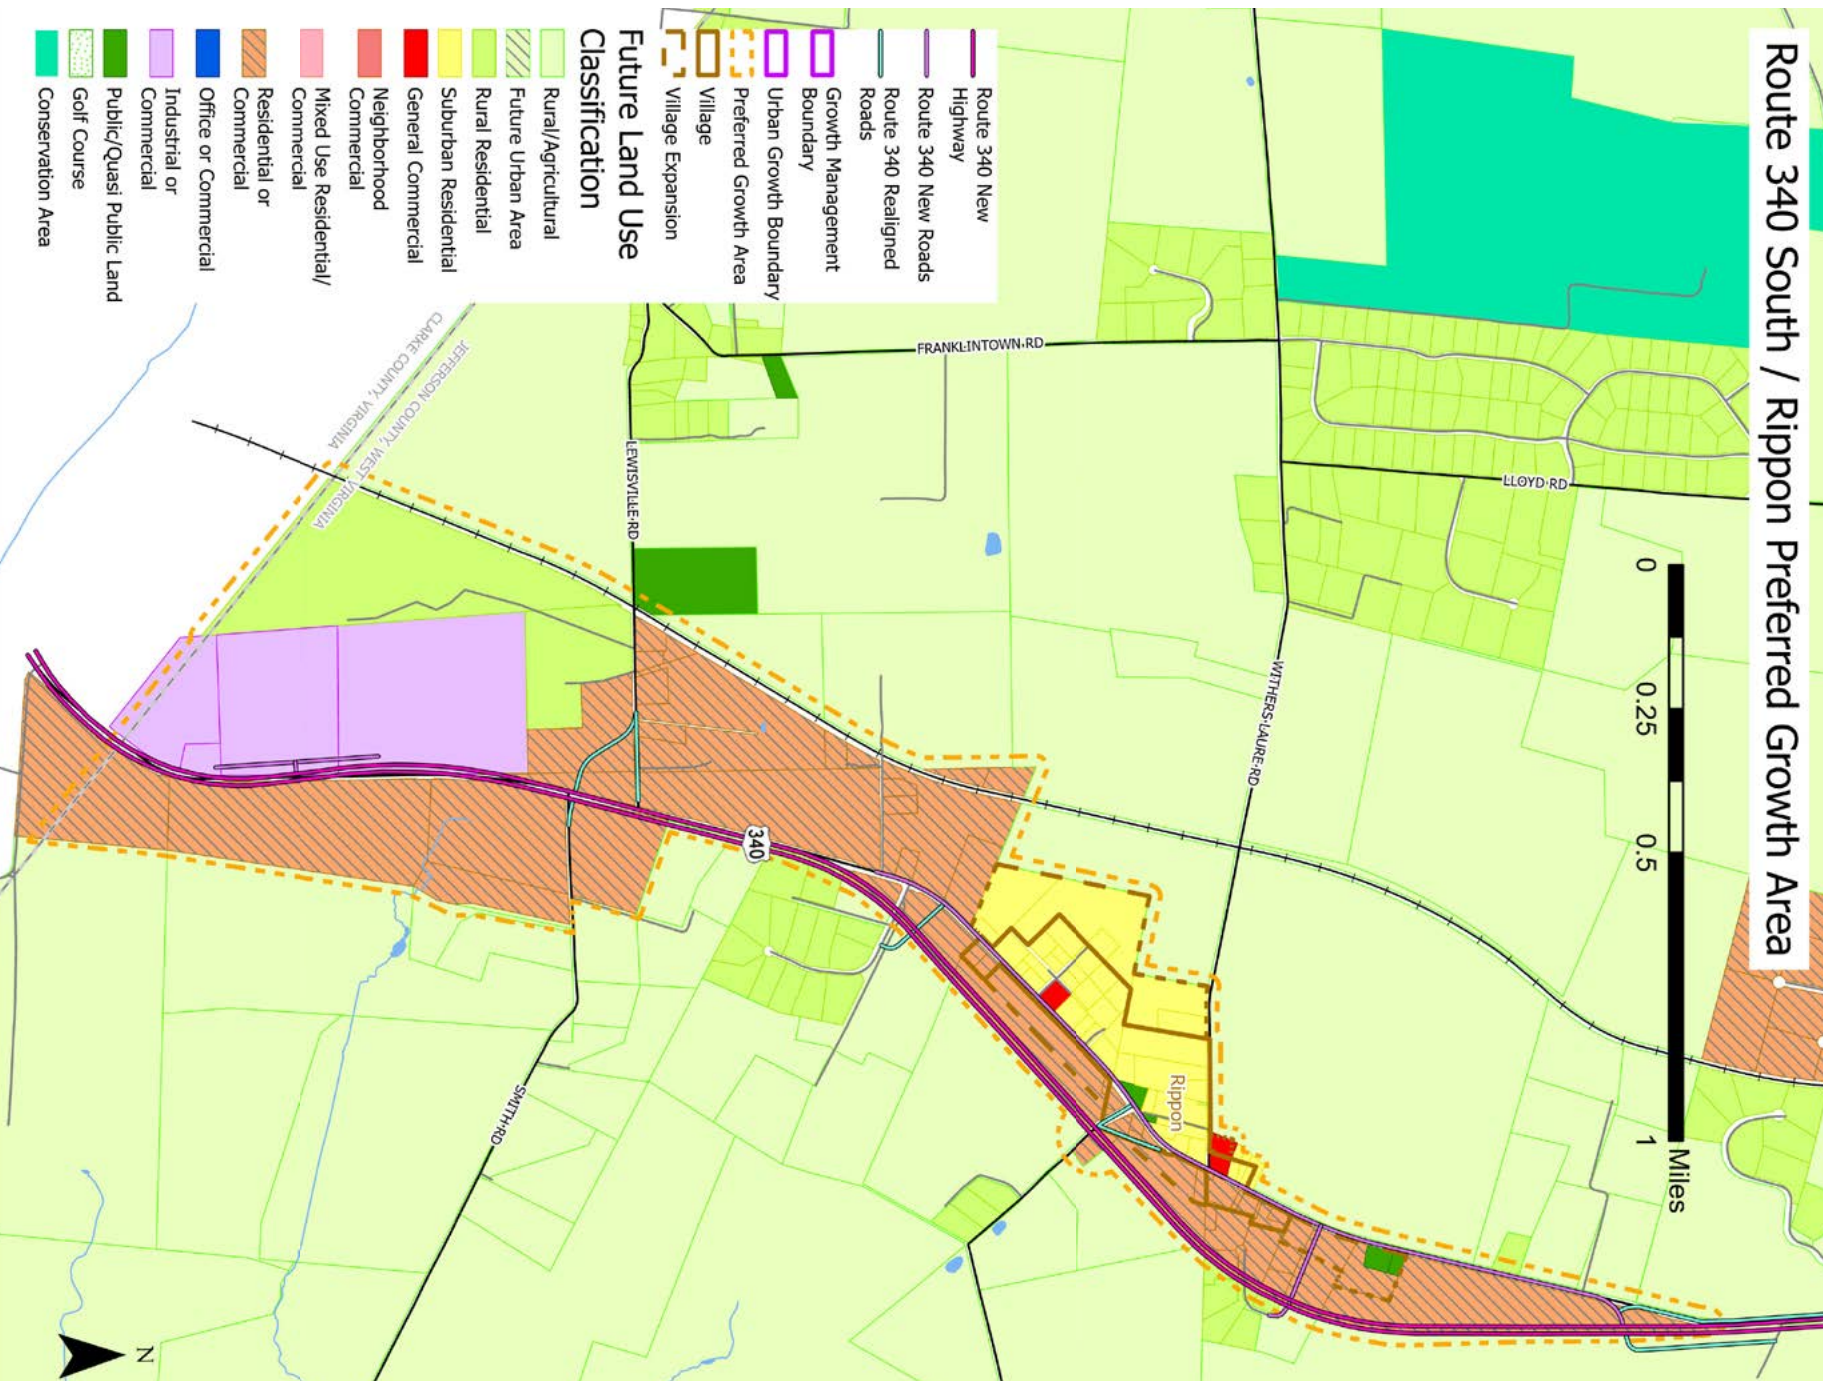 Route 340 South / Rippon Preferred Growth Area
0
0.25
0.5
1
Miles
Route 340 New
Highway
Route 340 New Roads
Route 340 Realigned
Roads
Growth Management
Boundary
Urban Growth Boundary
Preferred Growth Area
Village
Village Expansion
Future Land Use
Classification
Rural/Agricultural
Future Urban Area
Rural Residential
Suburban Residential
General Commercial
Neighborhood
Commercial
Mixed Use Residential/
Commercial
Residential or
Commercial
Office or Commercial
Industrial or
Commercial
Public/Quasi Public Land
Golf Course
Conservation Area
FRANKLINTOWN RD
LLOYD RD
WITHERS LAURE RD
LEWISVILLE RD
JEFFERSON COUNTY, WEST VIRGINIA
CLARKE COUNTY, VIRGINIA
340
Rippon
SMITH RD
N